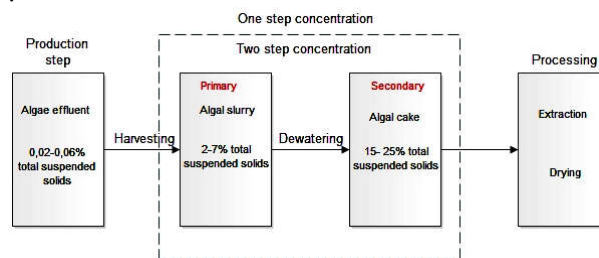 One step concentration
Production
step
Two step concentration
Processing
Primary
Secondary
Algae effluent
Algal slurry
Algal cake
Extraction
Harvesting
Dewatering
0,02-0,06%
total suspended
solids
2-7% total
suspended solids
15- 25% total
suspended solids
Drying